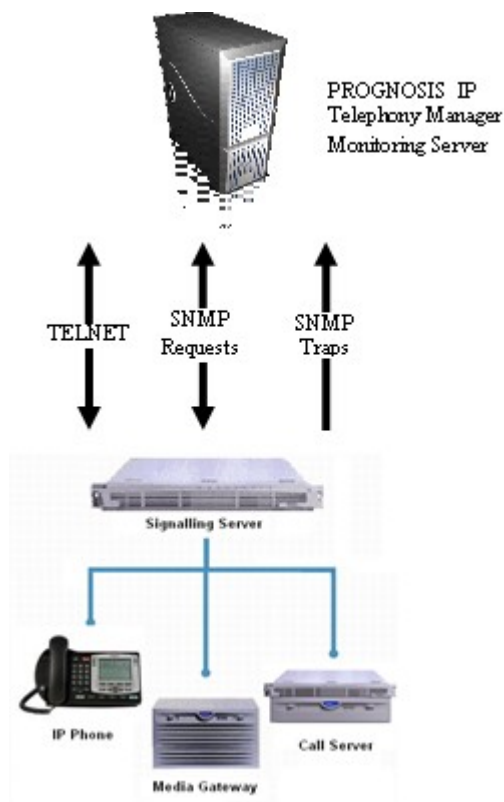 PROGNOSIS IP
Telephony Manager
Monitoring Server
TELNET
SNMP
Requests
SNMP
Traps
Signalling Server
IP Phone
Call Server
Media Gateway